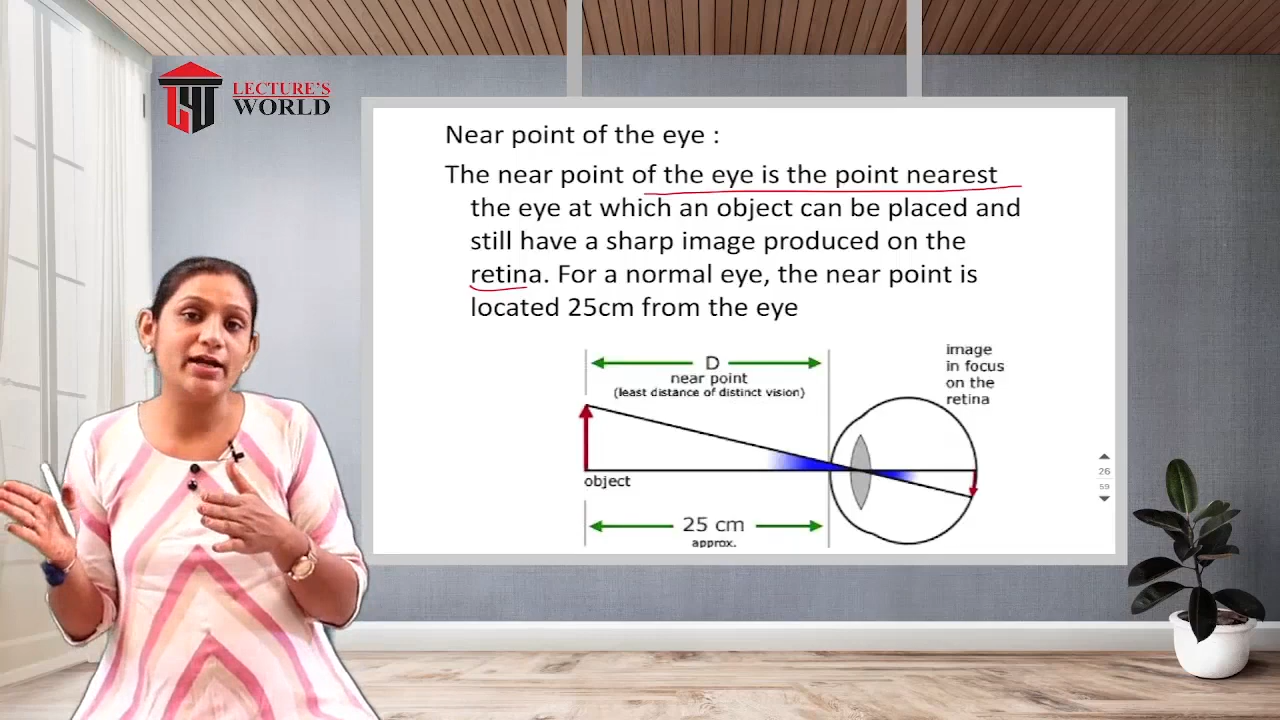 LECTURE'S
WORLD
Near point of the eye :
The near point of the eye is the point nearest
the eye at which an object can be placed and
still have a sharp image produced on the
retina. For a normal eye, the near point is
located 25cm from the eye
D
near point
(least distance of distinct vision)
image
in focus
on the
retina
object
25 cm
approx.
26
59